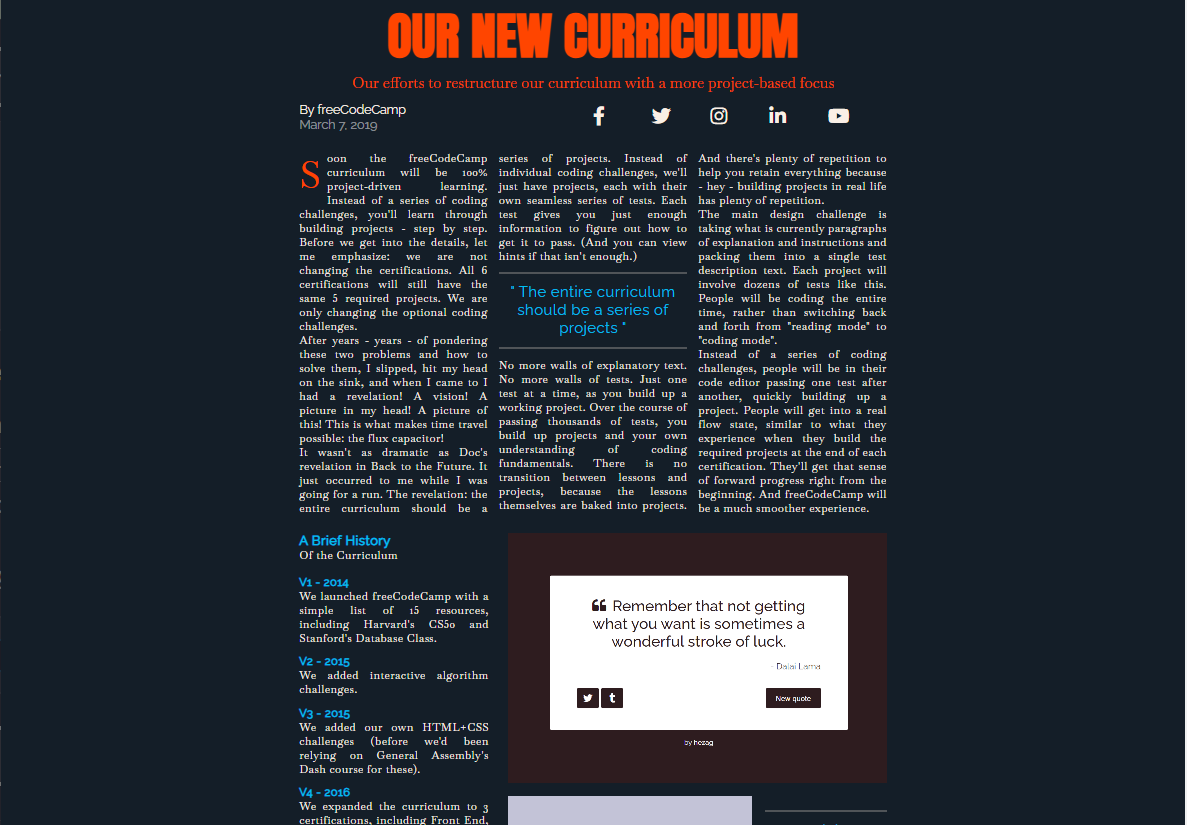 OUR NEW CURRICULUM
Our efforts to restructure our curriculum with a more project-based focus
By freeCodeCamp
March 7, 2019
Soon the freeCodeCamp
curriculum will be 100%
project-driven learning.
Instead of a series of coding
challenges, you'll learn through
building projects - step by step.
Before we get into the details, let
me emphasize: we are not
changing the certifications. All 6
certifications will still have the
same 5 required projects. We are
only changing the optional coding
challenges.
After years - years - of pondering
these two problems and how to
solve them, I slipped, hit my head
on the sink, and when I came to I
had a revelation! A vision! A
picture in my head! A picture of
this! This is what makes time travel
possible: the flux capacitor!
It wasn't as dramatic as Doc's
revelation in Back to the Future. It
just occurred to me while I was
going for a run. The revelation: the
entire curriculum should be a
series of projects. Instead of
individual coding challenges, we'll
just have projects, each with their
own seamless series of tests. Each
test gives you just enough
information to figure out how to
get it to pass. (And you can view
hints if that isn't enough.)
" The entire curriculum
should be a series of
projects "
No more walls of explanatory text.
No more walls of tests. Just one
test at a time, as you build up a
working project. Over the course of
passing thousands of tests, you
build up projects and your own
understanding of coding
fundamentals. There is no
transition between lessons and
projects, because the lessons
themselves are baked into projects.
And there's plenty of repetition to
help you retain everything because
- hey - building projects in real life
has plenty of repetition.
The main design challenge is
taking what is currently paragraphs
of explanation and instructions and
packing them into a single test
description text. Each project will
involve dozens of tests like this.
People will be coding the entire
time, rather than switching back
and forth from "reading mode" to
"coding mode".
Instead of a series of coding
challenges, people will be in their
code editor passing one test after
another, quickly building up a
project. People will get into a real
flow state, similar to what they
experience when they build the
required projects at the end of each
certification. They'll get that sense
of forward progress right from the
beginning. And freeCodeCamp will
be a much smoother experience.
A Brief History
Of the Curriculum
V1 - 2014
We launched freeCodeCamp with a
simple list of 15 resources,
including Harvard's CS50 and
Stanford's Database Class.
V2 - 2015
We added interactive algorithm
challenges.
V3 - 2015
We added our own HTML+CSS
challenges (before we'd been
relying on General Assembly's
Dash course for these).
V4 - 2016
We expanded the curriculum to 3
certifications, including Front End,
Remember that not getting
what you want is sometimes a
wonderful stroke of luck.
- Dalai Lama
New quote
by hezag